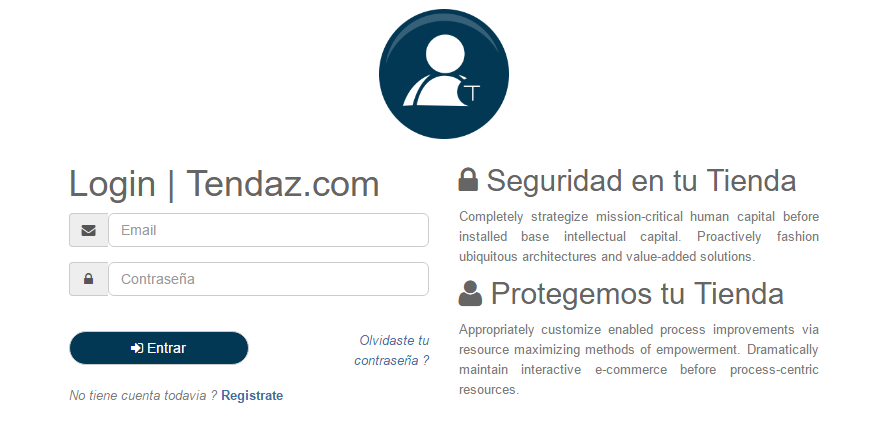 T
Login | Tendaz.com
Email
Contraseña
Entrar
Olvidaste tu
contraseña ?
No tiene cuenta todavia ? Registrate
Seguridad en tu Tienda
Completely strategize mission-critical human capital before
installed base intellectual capital. Proactively fashion
ubiquitous architectures and value-added solutions.
Protegemos tu Tienda
Appropriately customize enabled process improvements via
resource maximizing methods of empowerment. Dramatically
maintain interactive e-commerce before process-centric
resources.